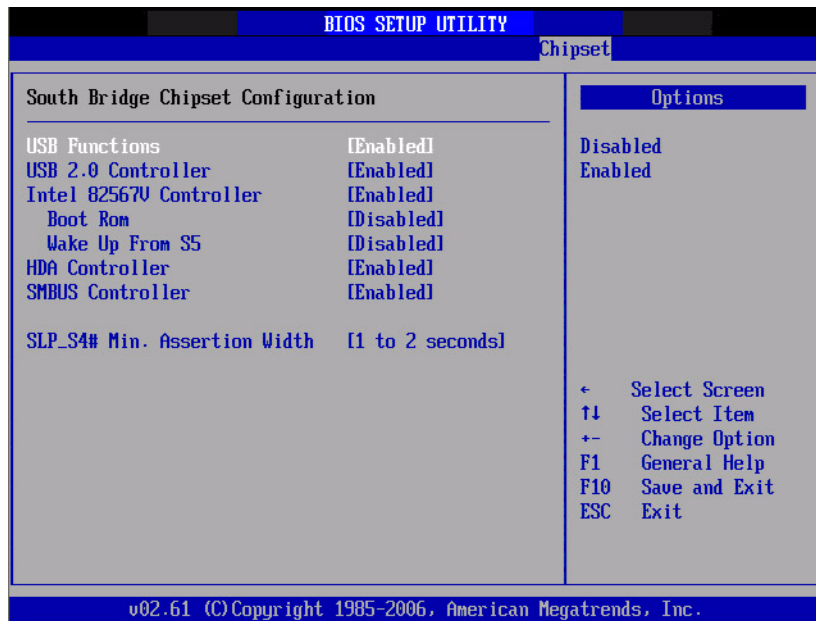 BIOS SETUP UTILITY
Chipset
South Bridge Chipset Configuration
USB Functions [Enabled]
USB 2.0 Controller [Enabled]
Intel 82567V Controller [Enabled]
Boot Rom [Disabled]
Wake Up From S5 [Disabled]
HDA Controller [Enabled]
SMBUS Controller [Enabled]
SLP_S4# Min. Assertion Width [1 to 2 seconds]
Options
Disabled
Enabled
← Select Screen
↑↓ Select Item
+- Change Option
F1 General Help
F10 Save and Exit
ESC Exit
v02.61 (C)Copyright 1985-2006, American Megatrends, Inc.